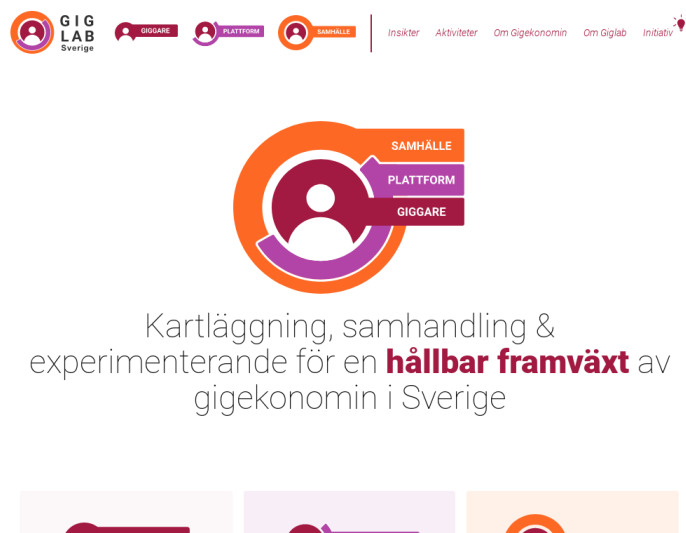 GIG
LAB
Sverige
GIGGARE
PLATTFORM
SAMHÄLLE
Insikter
Aktiviteter
Om Gigekonomin
Om Giglab
Initiativ
SAMHÄLLE
PLATTFORM
GIGGARE
Kartläggning, samhandling &
experimenterande för en hållbar framväxt av
gigekonomin i Sverige